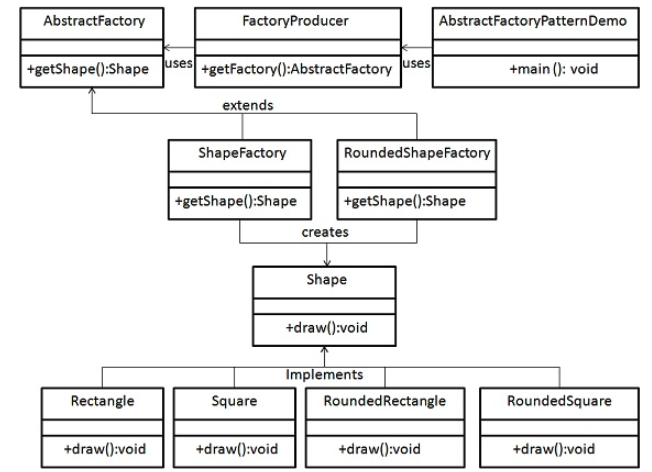 AbstractFactory
+getShape():Shape
uses
FactoryProducer
+getFactory():AbstractFactory
uses
AbstractFactoryPatternDemo
+main (): void
extends
ShapeFactory
+getShape():Shape
RoundedShapeFactory
+getShape():Shape
creates
Shape
+draw():void
Implements
Rectangle
+draw():void
Square
+draw():void
RoundedRectangle
+draw():void
RoundedSquare
+draw():void